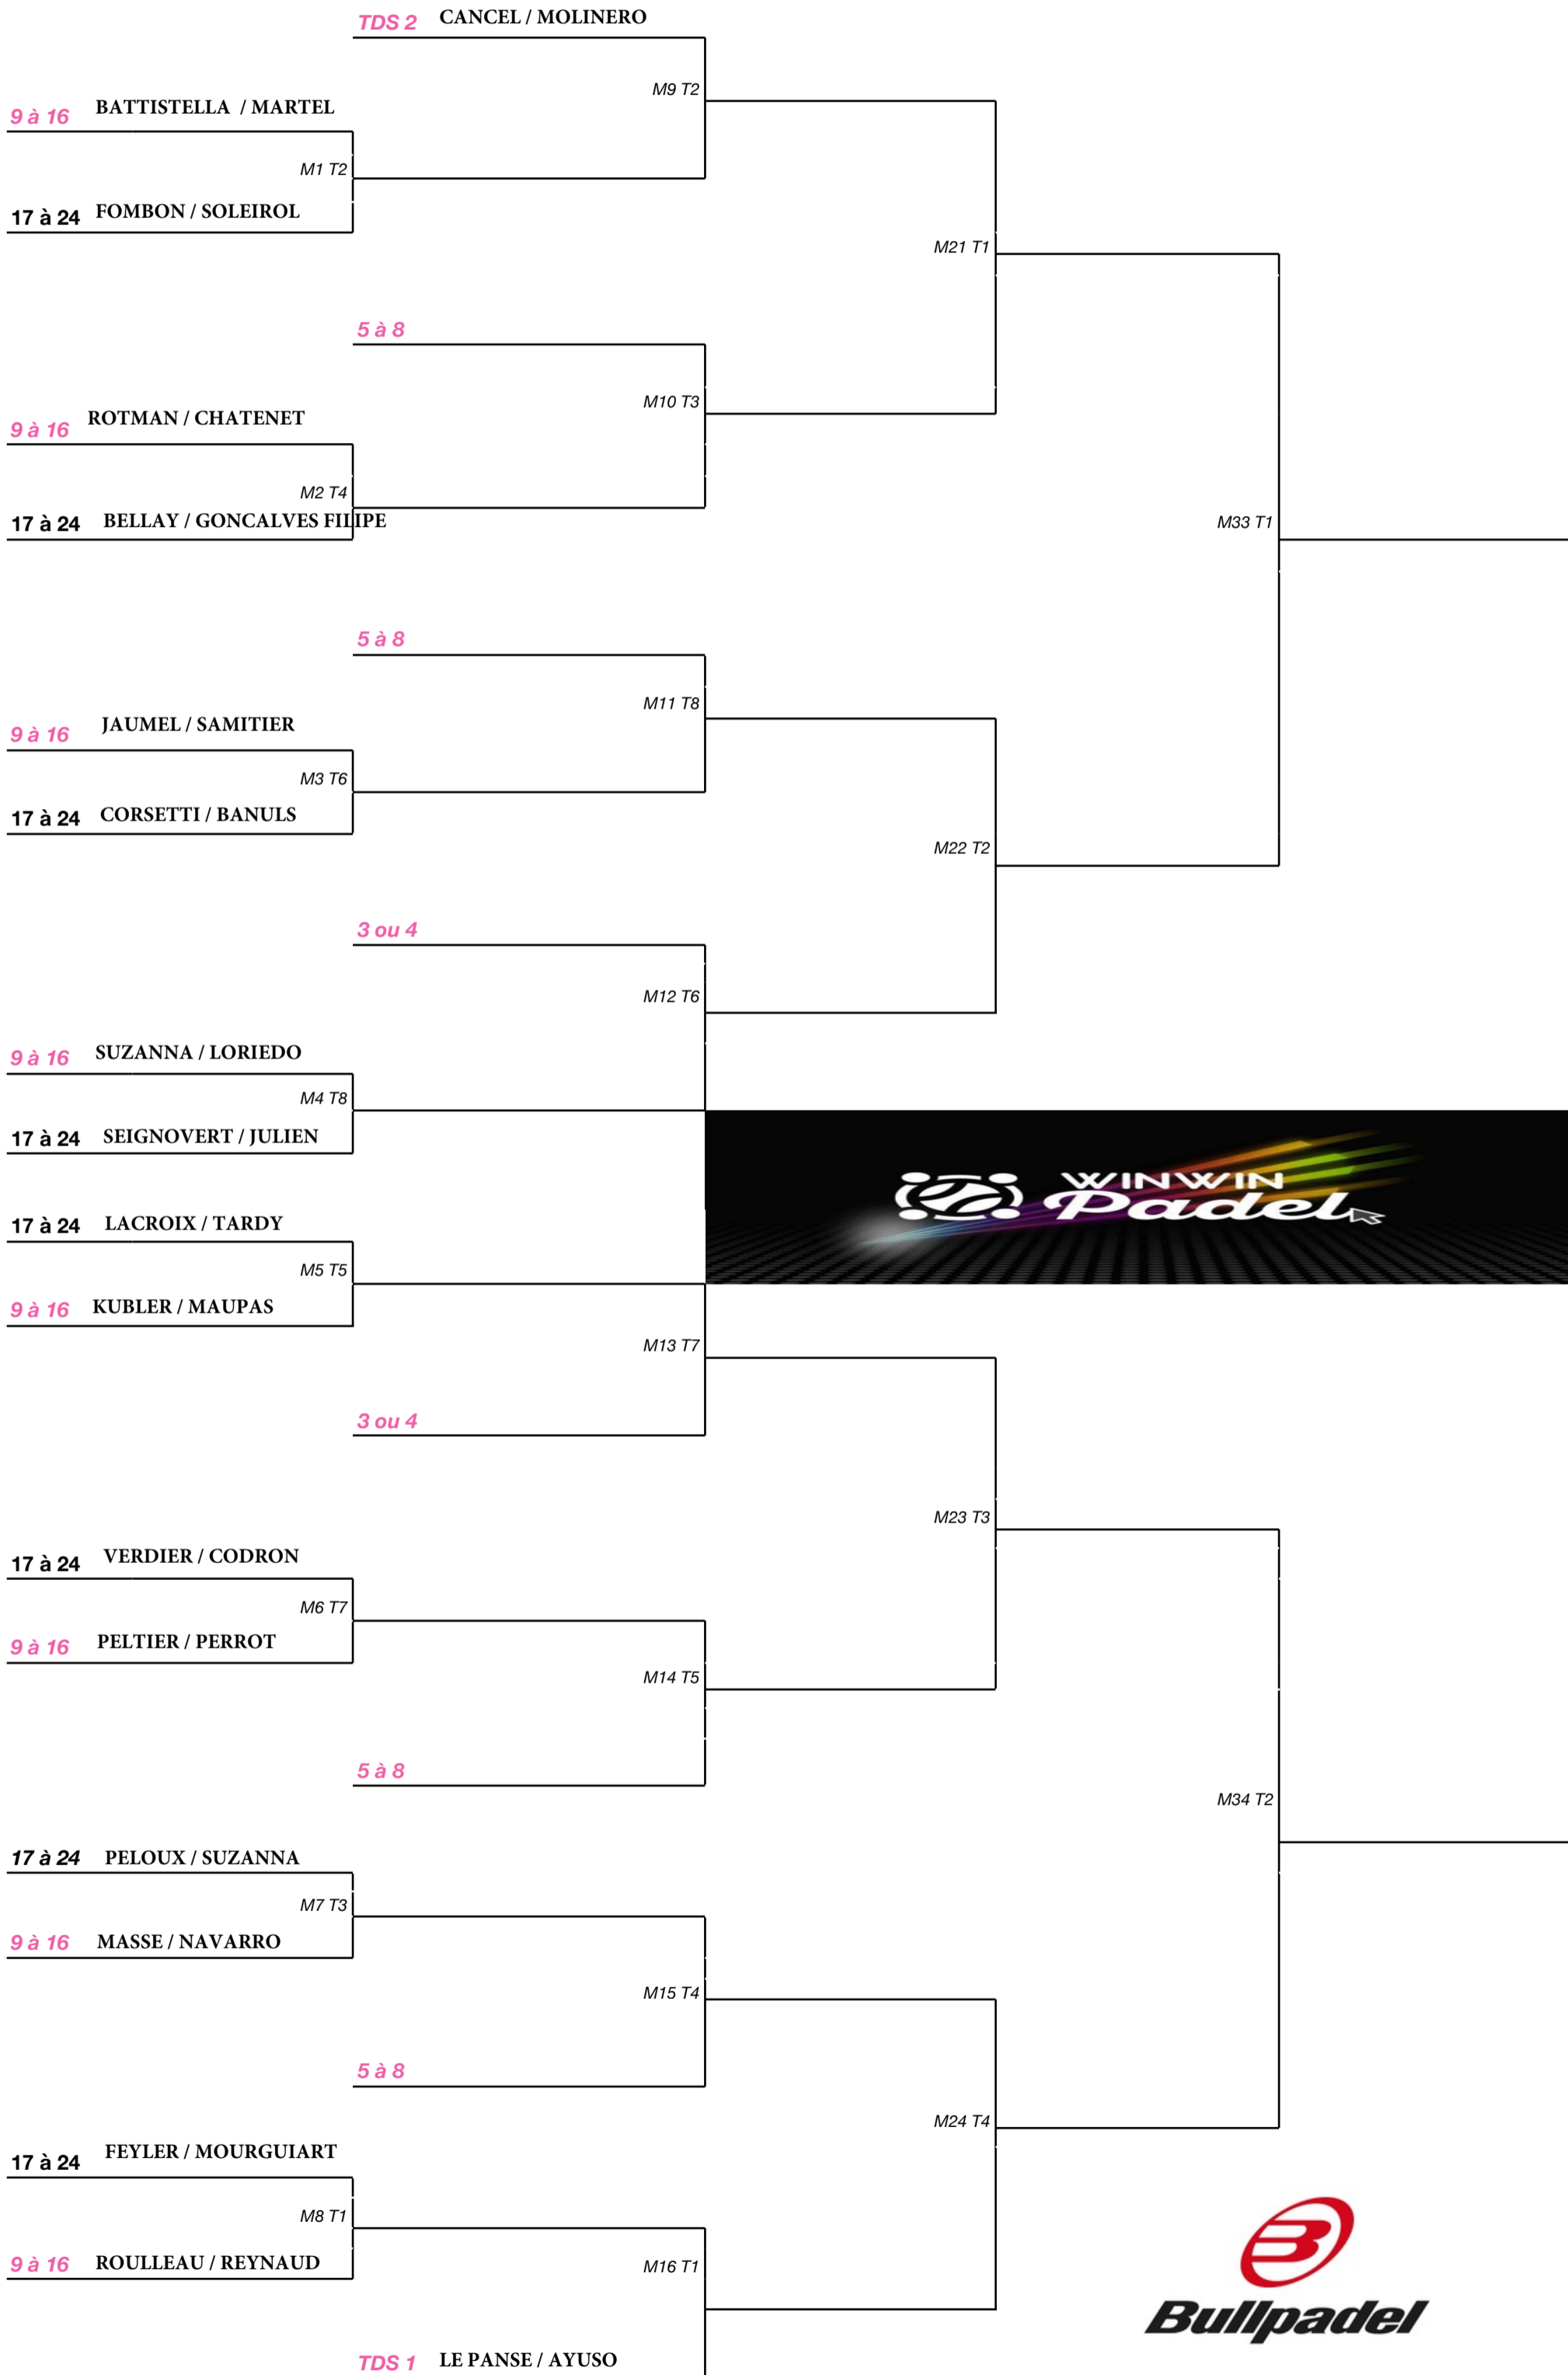 TDS 2 CANCEL / MOLINERO
M9 T2
9 à 16 BATTISTELLA / MARTEL
M1 T2
17 à 24 FOMBON / SOLEIROL
M21 T1
5 à 8
M10 T3
9 à 16 ROTMAN / CHATENET
M2 T4
17 à 24 BELLAY / GONCALVES FILIPE
M33 T1
5 à 8
M11 T8
9 à 16 JAUMEL / SAMITIER
M3 T6
17 à 24 CORSETTI / BANULS
M22 T2
3 ou 4
M12 T6
9 à 16 SUZANNA / LORIEDO
M4 T8
17 à 24 SEIGNOVERT / JULIEN
WINWIN
Padel
17 à 24 LACROIX / TARDY
M5 T5
9 à 16 KUBLER / MAUPAS
M13 T7
3 ou 4
M23 T3
17 à 24 VERDIER / CODRON
M6 T7
9 à 16 PELTIER / PERROT
M14 T5
5 à 8
M34 T2
17 à 24 PELOUX / SUZANNA
M7 T3
9 à 16 MASSE / NAVARRO
M15 T4
5 à 8
M24 T4
17 à 24 FEYLER / MOURGUIART
M8 T1
9 à 16 ROULLEAU / REYNAUD
M16 T1
Bullpadel
TDS 1 LE PANSE / AYUSO